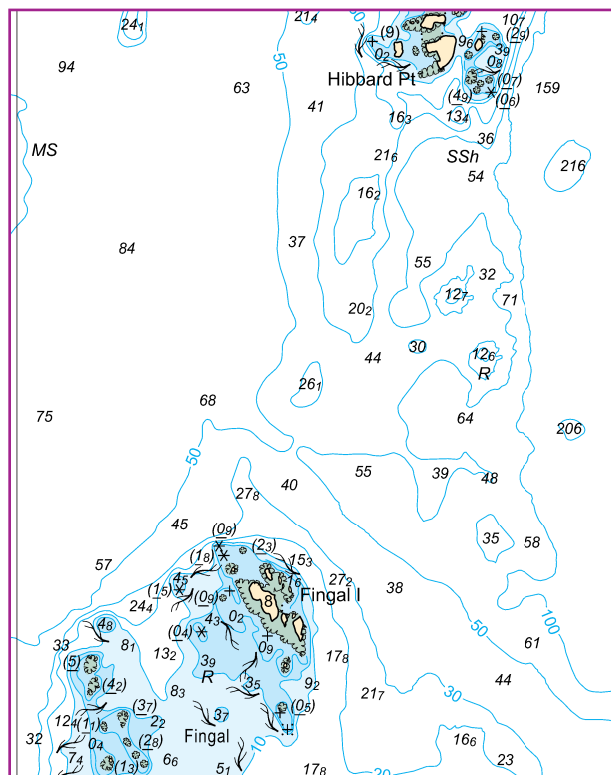 24₁ 21₄ 50 (9) 10₇ (2₉)
0₂ 9₆ 3₉
94 0₈
Hibbard Pt (0₇)
63 41 (4₉) (0₆) 159
16₃ 13₄
36
MS 21₆ SSh 216
54
16₂
37
84 55 32
12₇ 71
20₂
30
44 12₆
R
26₁
68
75 64
206
50 55 39 48
27₈ 40
45 (0₉) 35 58
(2₃)
(1₈) 15₃
57 4₅ 27₂
(1₅) 16 38
(0₉) 8 Fingal I
24₄ 100
4₈ 4₃ 0₂
(0₄) 50
33 8₁ 13₂ 0₉ 61
(5) 3₉ 17₈
R
(4₂) 8₃ 3₅ 9₂ 21₇ 30 44
12₄ (3₇) 37 (0₅)
(1₁) 2₂
32 0₄ (2₈) Fingal 10 16₆
7₄ (1₃) 6₆ 5₁ 17₈ 20 23